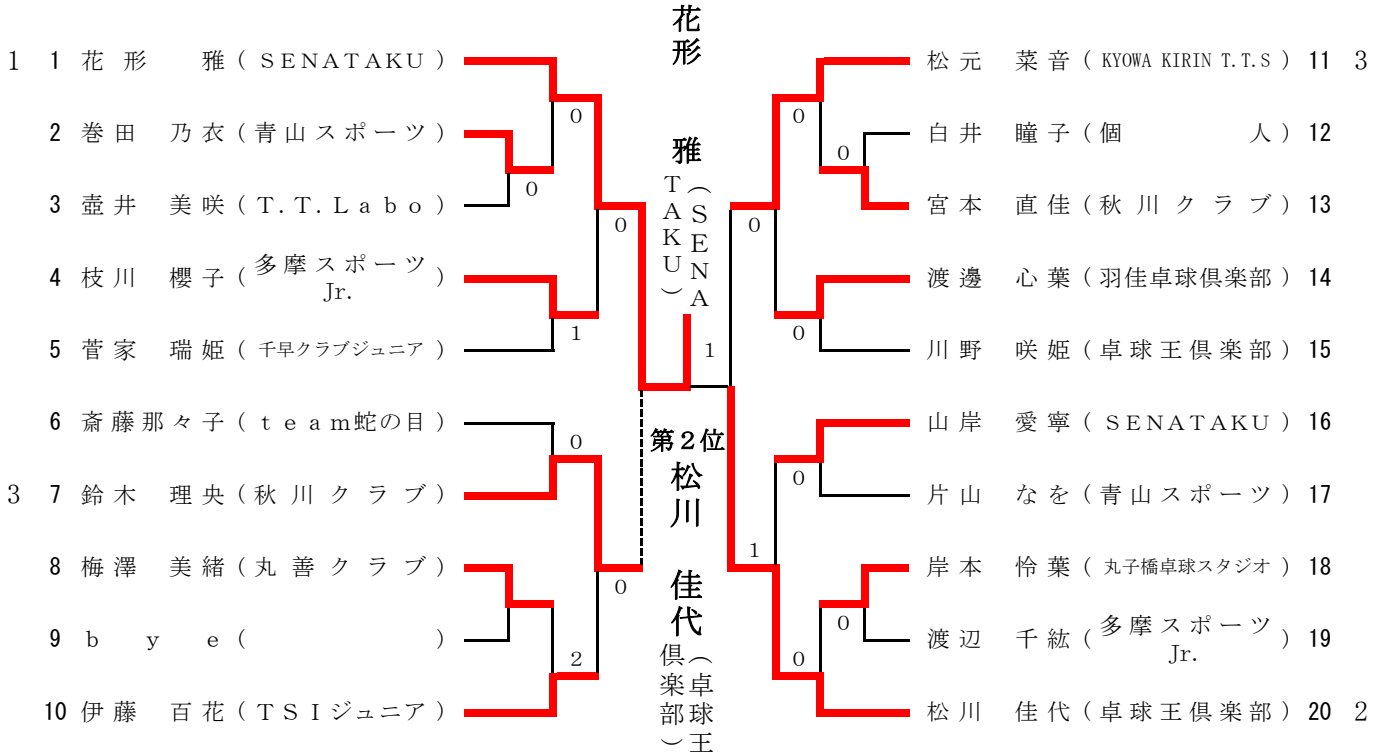 1 1 花形 雅(SENATAKU)
0
2 巻田 乃衣(青山スポーツ)
0
3 壺井 美咲(T.T.Labo)
0
4 枝川 櫻子(多摩スポーツ
Jr.)
1
5 菅家 瑞姫(千早クラブジュニア)
6 斎藤那々子(team蛇の目)
0
3 7 鈴木 理央(秋川クラブ)
8 梅澤 美緒(丸善クラブ)
0
9 bye( )
2
10 伊藤 百花(TSIジュニア)
花形 雅
(SENA
TAKU)
1
第2位
松川 佳代
(卓球王
倶楽部)
松元 菜音(KYOWA KIRIN T.T.S) 11 3
0
白井 瞳子(個 人) 12
0
宮本 直佳(秋川クラブ) 13
0
渡邊 心葉(羽佳卓球倶楽部) 14
0
川野 咲姫(卓球王倶楽部) 15
山岸 愛寧(SENATAKU) 16
0
片山 なを(青山スポーツ) 17
1
岸本 怜葉(丸子橋卓球スタジオ) 18
0
渡辺 千紘(多摩スポーツ
Jr.) 19
0
松川 佳代(卓球王倶楽部) 20 2